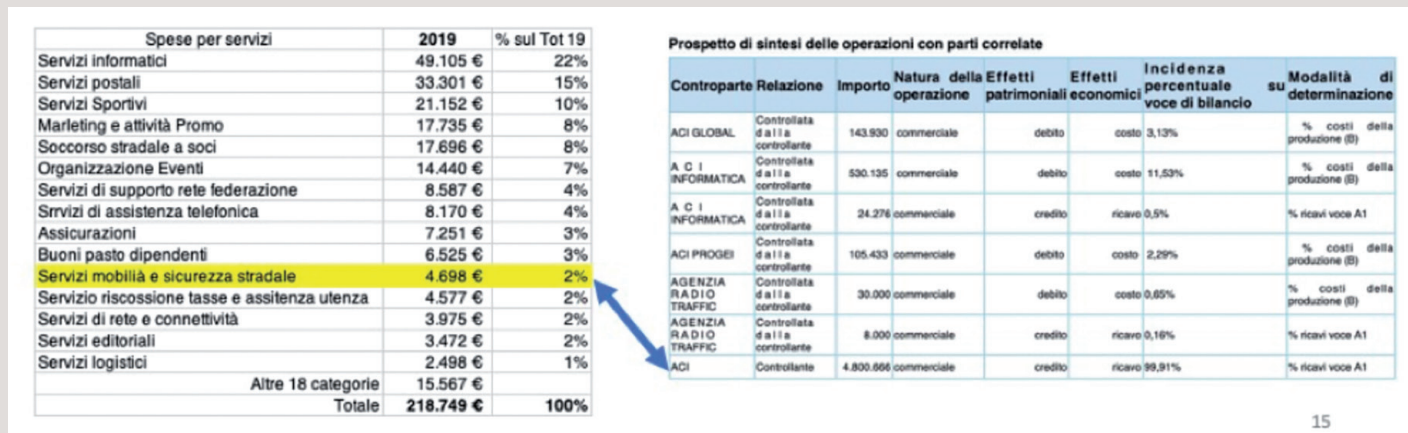 Spese per servizi 2019 % sul Tot 19
Servizi informatici 49.105 € 22%
Servizi postali 33.301 € 15%
Servizi Sportivi 21.152 € 10%
Marleting e attività Promo 17.735 € 8%
Soccorso stradale a soci 17.696 € 8%
Organizzazione Eventi 14.440 € 7%
Servizi di supporto rete federazione 8.587 € 4%
Srrvizi di assistenza telefonica 8.170 € 4%
Assicurazioni 7.251 € 3%
Buoni pasto dipendenti 6.525 € 3%
Servizi mobilià e sicurezza stradale 4.698 € 2%
Servizio riscossione tasse e assitenza utenza 4.577 € 2%
Servizi di rete e connettività 3.975 € 2%
Servizi editoriali 3.472 € 2%
Servizi logistici 2.498 € 1%
Altre 18 categorie 15.567 €
Totale 218.749 € 100%
Prospetto di sintesi delle operazioni con parti correlate
Controparte Relazione Importo Natura della operazione Effetti patrimoniali Effetti economici Incidenza percentuale su voce di bilancio Modalità di determinazione
ACI GLOBAL Controllata dalla controllante 143.930 commerciale debito costo 3,13% % costi della produzione (B)
ACI INFORMATICA Controllata dalla controllante 530.135 commerciale debito costo 11,53% % costi della produzione (B)
ACI INFORMATICA Controllata dalla controllante 24.276 commerciale credito ricavo 0,5% % ricavi voce A1
ACI PROGEI Controllata dalla controllante 105.433 commerciale debito costo 2,29% % costi della produzione (B)
AGENZIA RADIO TRAFFIC Controllata dalla controllante 30.000 commerciale debito costo 0,65% % costi della produzione (B)
AGENZIA RADIO TRAFFIC Controllata dalla controllante 8.000 commerciale credito ricavo 0,16% % ricavi voce A1
ACI Controllante 4.800.666 commerciale credito ricavo 99,91% % ricavi voce A1
15